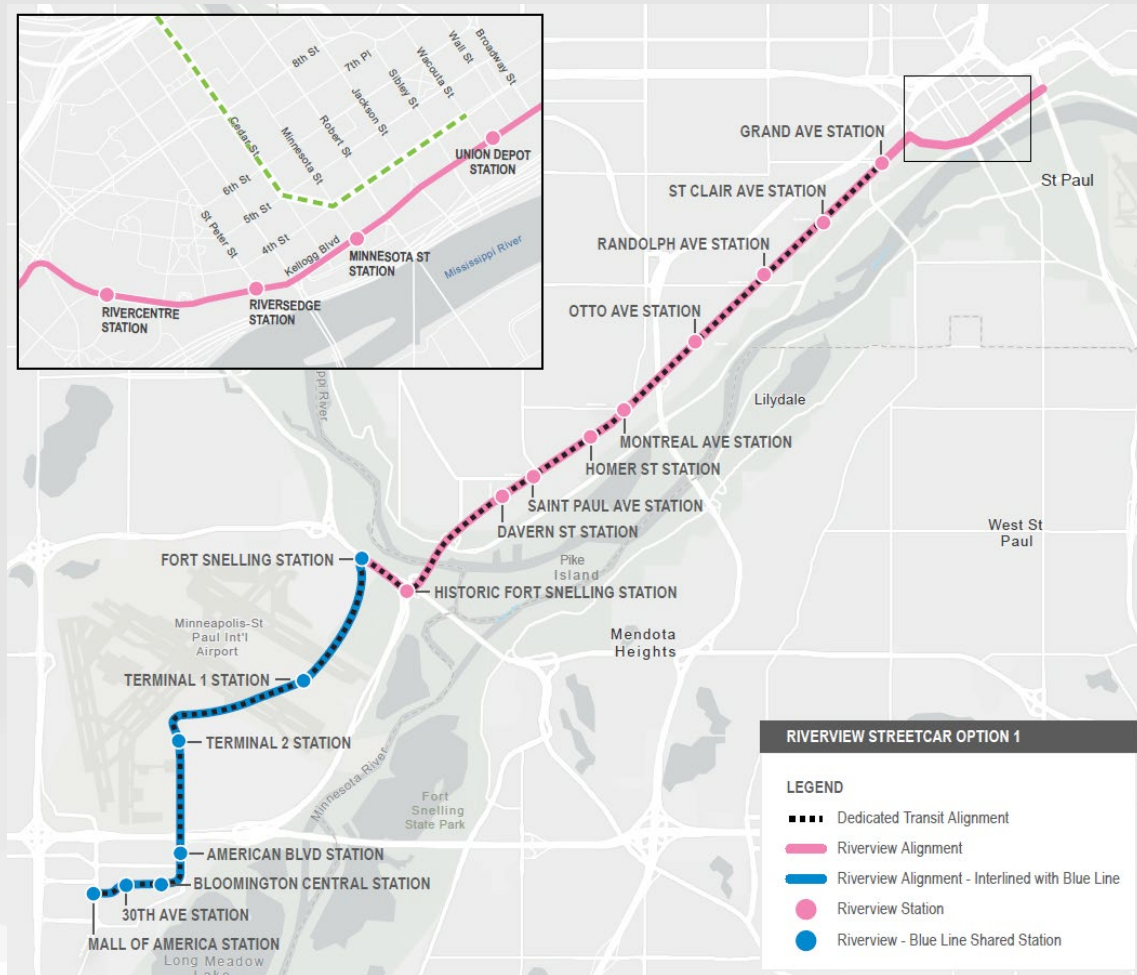 8th St
7th Pl
Broadway St
Wall St
Wacouta St
Sibley St
Jackson St
Robert St
Minnesota St
Cedar St
6th St
5th St
4th St
St Peter St
Kellogg Blvd
UNION DEPOT
STATION
MINNESOTA ST
STATION
RIVERSEDGE
STATION
RIVERCENTRE
STATION
Mississippi River
GRAND AVE STATION
St Paul
ST CLAIR AVE STATION
RANDOLPH AVE STATION
OTTO AVE STATION
ppi River
Lilydale
MONTREAL AVE STATION
HOMER ST STATION
SAINT PAUL AVE STATION
DAVERN ST STATION
West St
Paul
FORT SNELLING STATION
Pike
Island
HISTORIC FORT SNELLING STATION
Minneapolis-St
Paul Int'l
Airport
Mendota
Heights
TERMINAL 1 STATION
TERMINAL 2 STATION
Minnesota River
Fort
Snelling
State Park
AMERICAN BLVD STATION
BLOOMINGTON CENTRAL STATION
30TH AVE STATION
MALL OF AMERICA STATION
Long Meadow
Lake
RIVERVIEW STREETCAR OPTION 1
LEGEND
Dedicated Transit Alignment
Riverview Alignment
Riverview Alignment - Interlined with Blue Line
Riverview Station
Riverview - Blue Line Shared Station